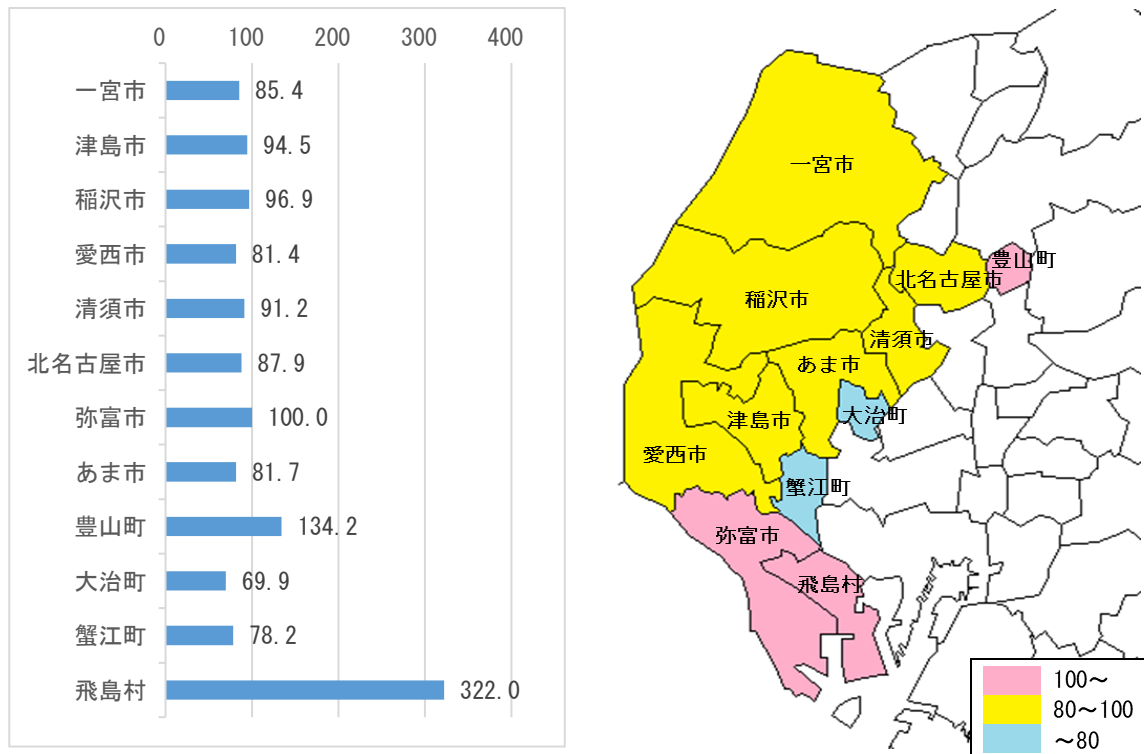 0 100 200 300 400
一宮市 85.4
津島市 94.5
稲沢市 96.9
愛西市 81.4
清須市 91.2
北名古屋市 87.9
弥富市 100.0
あま市 81.7
豊山町 134.2
大治町 69.9
蟹江町 78.2
飛島村 322.0
一宮市
豊山町
北名古屋市
稲沢市
清須市
あま市
大治町
津島市
愛西市
蟹江町
弥富市
飛島村
100～
80～100
～80